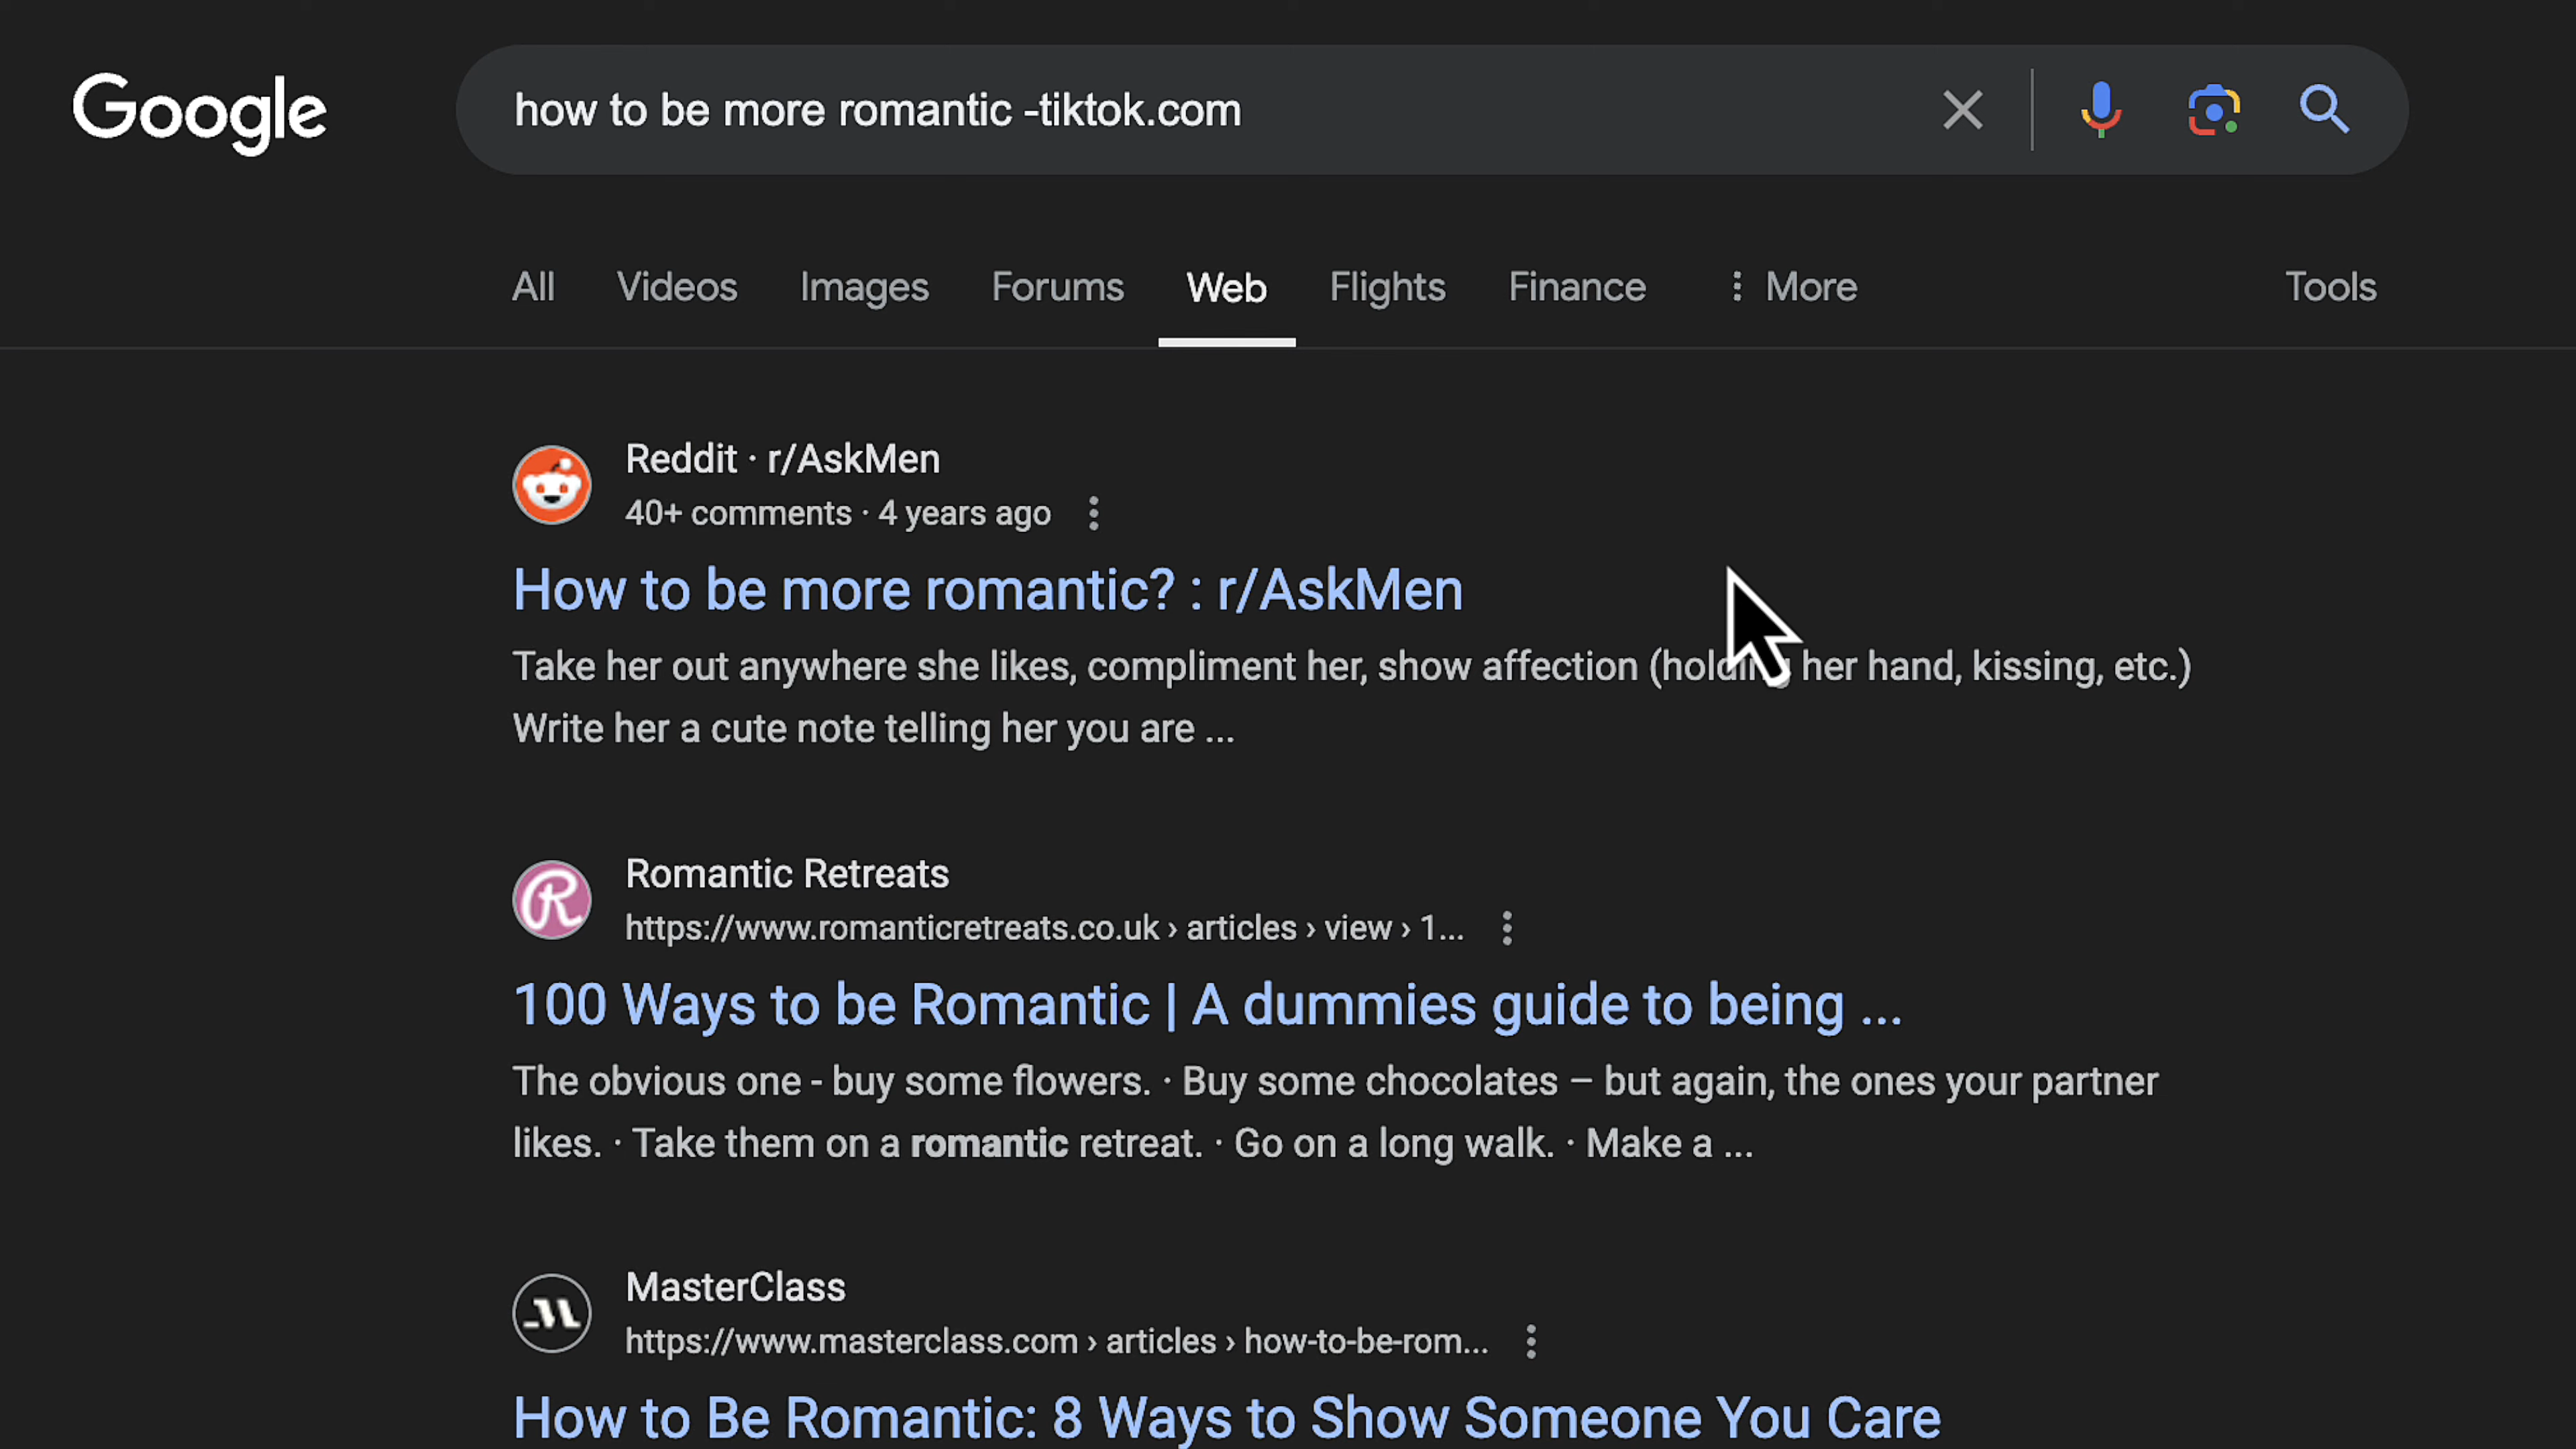 Google
how to be more romantic -tiktok.com
All Videos Images Forums Web Flights Finance More Tools
Reddit · r/AskMen
40+ comments · 4 years ago
How to be more romantic? : r/AskMen
Take her out anywhere she likes, compliment her, show affection (holding her hand, kissing, etc.)
Write her a cute note telling her you are ...
Romantic Retreats
https://www.romanticretreats.co.uk › articles › view › 1...
100 Ways to be Romantic | A dummies guide to being ...
The obvious one - buy some flowers. · Buy some chocolates – but again, the ones your partner
likes. · Take them on a romantic retreat. · Go on a long walk. · Make a ...
MasterClass
https://www.masterclass.com › articles › how-to-be-rom...
How to Be Romantic: 8 Ways to Show Someone You Care